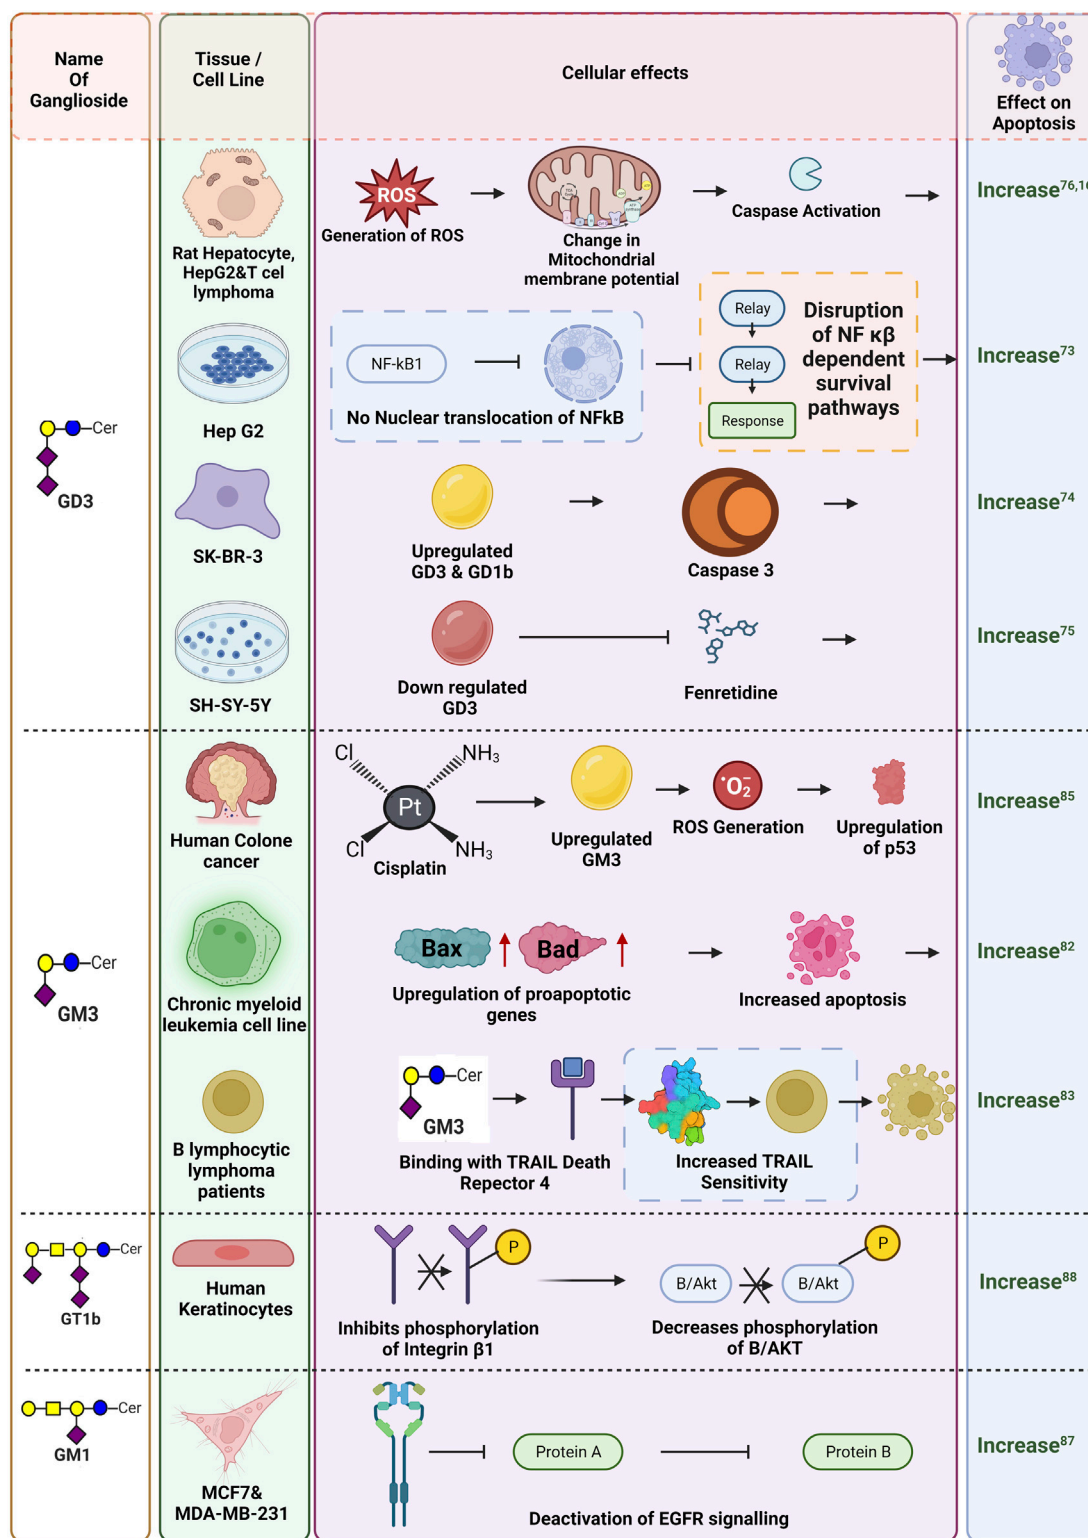 Name
Of
Ganglioside
Tissue /
Cell Line
Cellular effects
Effect on
Apoptosis
Cer
GD3
Rat Hepatocyte,
HepG2&T cel
lymphoma
ROS
Generation of ROS
Change in
Mitochondrial
membrane potential
Caspase Activation
Increase76,16
Hep G2
NF-kB1
No Nuclear translocation of NFkB
Relay
Relay
Response
Disruption
of NF κβ
dependent
survival
pathways
Increase73
SK-BR-3
Upregulated
GD3 & GD1b
Caspase 3
Increase74
SH-SY-5Y
Down regulated
GD3
Fenretidine
Increase75
Cer
GM3
Human Colone
cancer
Cl
NH3
Pt
Cl
NH3
Cisplatin
Upregulated
GM3
•O2−
ROS Generation
Upregulation
of p53
Increase85
Chronic myeloid
leukemia cell line
Bax
Bad
Upregulation of proapoptotic
genes
Increased apoptosis
Increase82
B lymphocytic
lymphoma
patients
Cer
GM3
Binding with TRAIL Death
Repector 4
Increased TRAIL
Sensitivity
Increase83
Cer
GT1b
Human
Keratinocytes
P
Inhibits phosphorylation
of Integrin β1
B/Akt
B/Akt
P
Decreases phosphorylation
of B/AKT
Increase88
Cer
GM1
MCF7&
MDA-MB-231
Protein A
Protein B
Deactivation of EGFR signalling
Increase87